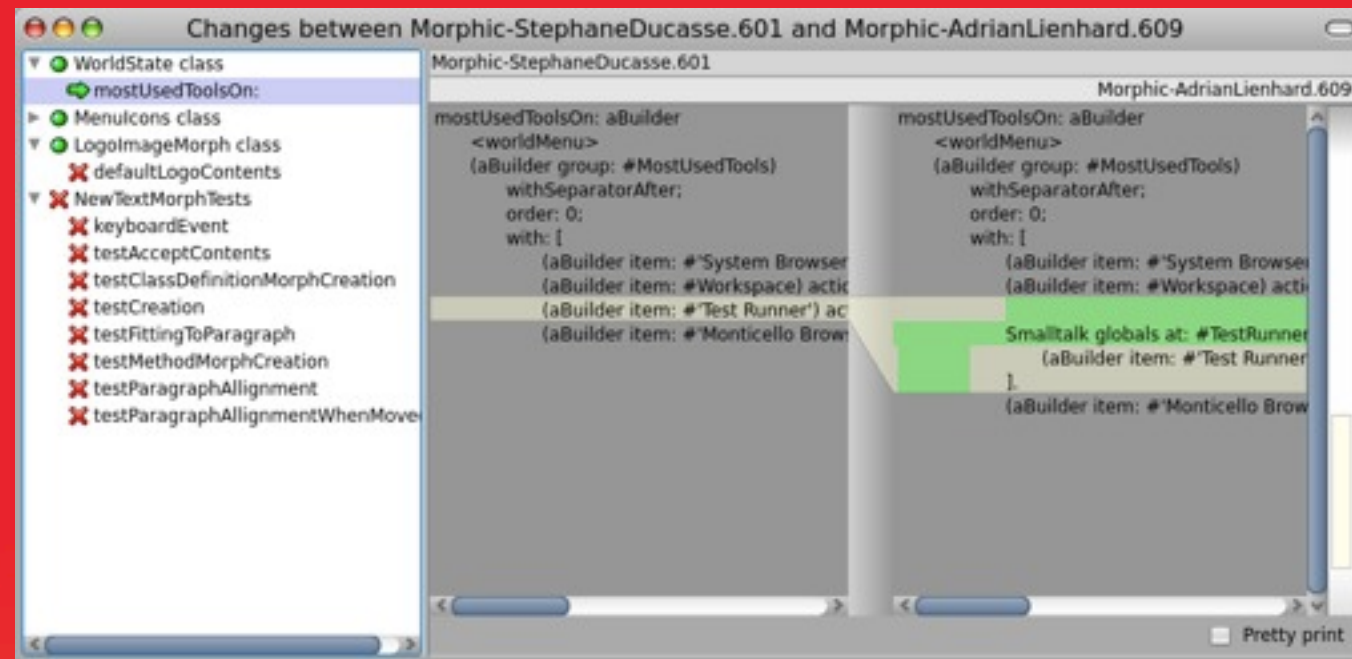 Changes between Morphic-StephaneDucasse.601 and Morphic-AdrianLienhard.609
WorldState class
mostUsedToolsOn:
MenuIcons class
LogoImageMorph class
defaultLogoContents
NewTextMorphTests
keyboardEvent
testAcceptContents
testClassDefinitionMorphCreation
testCreation
testFittingToParagraph
testMethodMorphCreation
testParagraphAllignment
testParagraphAllignmentWhenMove
Morphic-StephaneDucasse.601
Morphic-AdrianLienhard.609
mostUsedToolsOn: aBuilder
<worldMenu>
(aBuilder group: #MostUsedTools)
withSeparatorAfter;
order: 0;
with: [
(aBuilder item: #'System Browser
(aBuilder item: #Workspace) actic
(aBuilder item: #'Test Runner') ac
(aBuilder item: #'Monticello Brow
mostUsedToolsOn: aBuilder
<worldMenu>
(aBuilder group: #MostUsedTools)
withSeparatorAfter;
order: 0;
with: [
(aBuilder item: #'System Browse
(aBuilder item: #Workspace) acti
Smalltalk globals at: #TestRunner
(aBuilder item: #'Test Runner
].
(aBuilder item: #'Monticello Brow
Pretty print